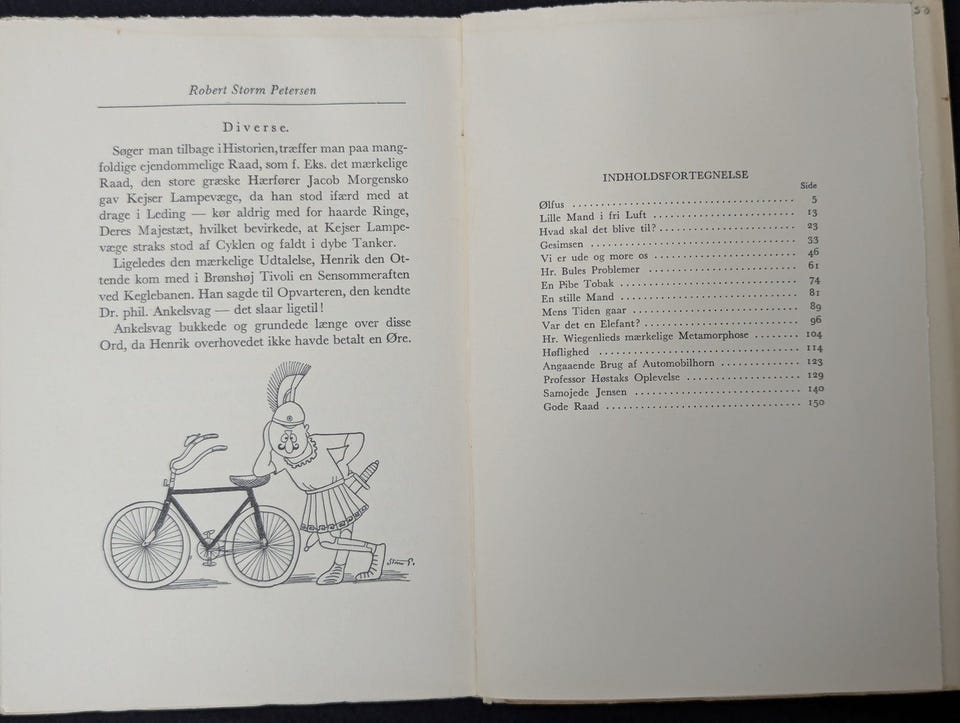 Robert Storm Petersen
Diverse.
Søger man tilbage i Historien, træffer man paa mang-
foldige ejendommelige Raad, som f. Eks. det mærkelige
Raad, den store græske Hærfører Jacob Morgensko
gav Kejser Lampevæge, da han stod ifærd med at
drage i Leding — kør aldrig med for haarde Ringe,
Deres Majestæt, hvilket bevirkede, at Kejser Lampe-
væge straks stod af Cyklen og faldt i dybe Tanker.
Ligeledes den mærkelige Udtalelse, Henrik den Ot-
tende kom med i Brønshøj Tivoli en Sensommeraften
ved Keglebanen. Han sagde til Opvarteren, den kendte
Dr. phil. Ankelsvag — det slaar ligetil!
Ankelsvag bukkede og grundede længe over disse
Ord, da Henrik overhovedet ikke havde betalt en Øre.
Storm P.
INDHOLDSFORTEGNELSE
Side
Ølfus 5
Lille Mand i fri Luft 13
Hvad skal det blive til? 23
Gesimsen 33
Vi er ude og more os 46
Hr. Bules Problemer 61
En Pibe Tobak 74
En stille Mand 81
Mens Tiden gaar 89
Var det en Elefant? 96
Hr. Wiegenlieds mærkelige Metamorphose 104
Høflighed 114
Angaaende Brug af Automobilhorn 123
Professor Høstaks Oplevelse 129
Samojede Jensen 140
Gode Raad 150